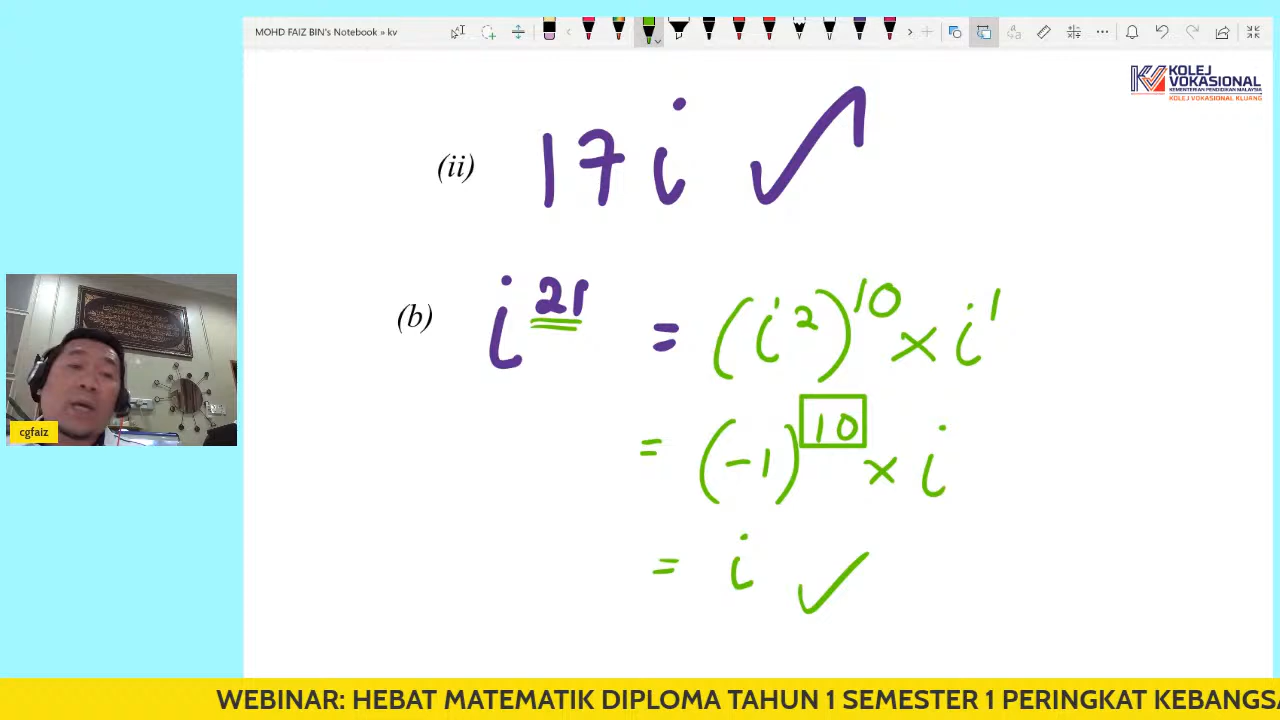 MOHD FAIZ BIN's Notebook » kv
KOLEJ
VOKASIONAL
KEMENTERIAN PENDIDIKAN MALAYSIA
KOLEJ VOKASIONAL KLUANG
(ii) 17i ✓
(b) i^21 = (i^2)^10 × i^1
= (-1)^10 × i
= i ✓
cgfaiz
WEBINAR: HEBAT MATEMATIK DIPLOMA TAHUN 1 SEMESTER 1 PERINGKAT KEBANGSA